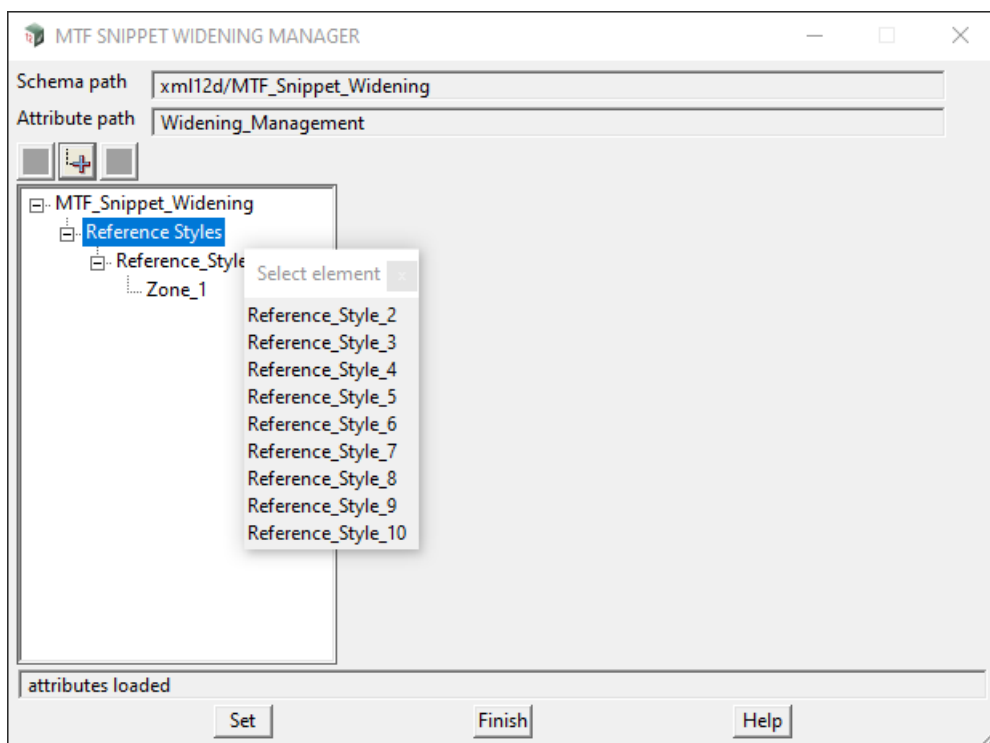 MTF SNIPPET WIDENING MANAGER
Schema path xml12d/MTF_Snippet_Widening
Attribute path Widening_Management
MTF_Snippet_Widening
Reference Styles
Reference_Style
Zone_1
Select element x
Reference_Style_2
Reference_Style_3
Reference_Style_4
Reference_Style_5
Reference_Style_6
Reference_Style_7
Reference_Style_8
Reference_Style_9
Reference_Style_10
attributes loaded
Set Finish Help